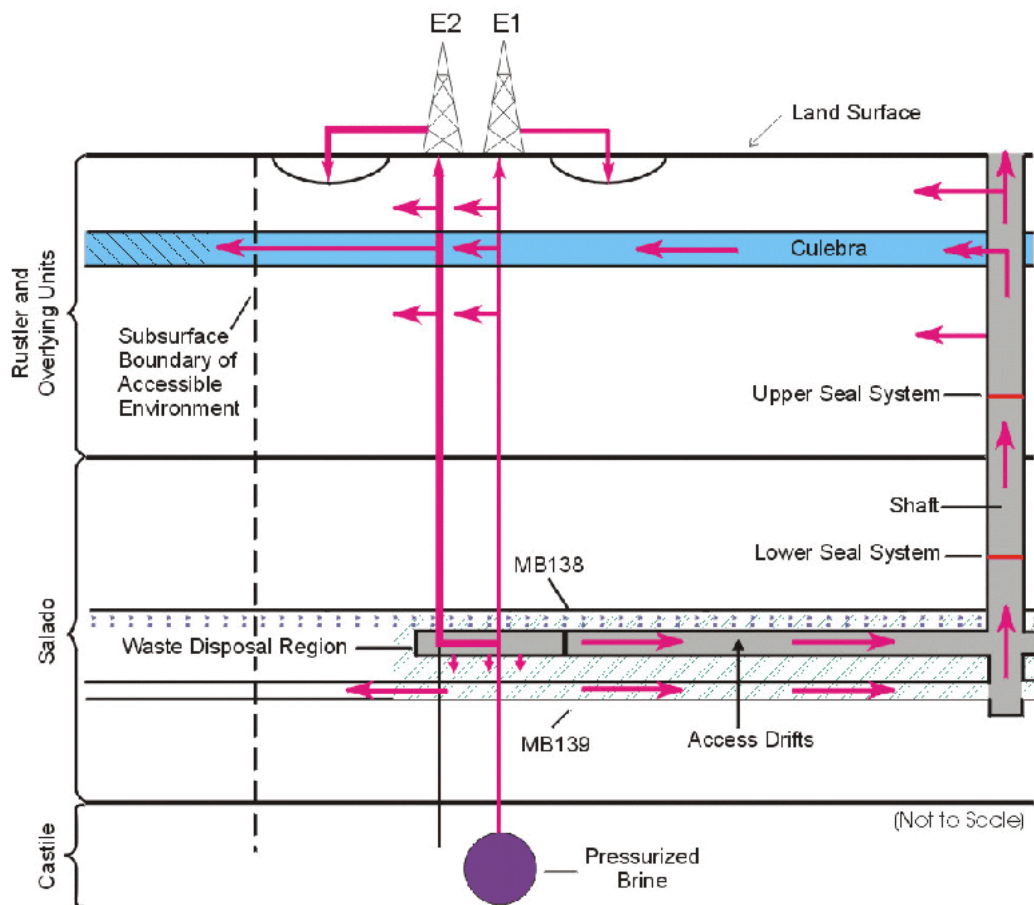 E2
E1
Land Surface
Culebra
Rustler and
Overlying Units
Subsurface
Boundary of
Accessible
Environment
Upper Seal System
Shaft
Lower Seal System
MB138
Salado
Waste Disposal Region
MB139
Access Drifts
(Not to Scale)
Castile
Pressurized
Brine